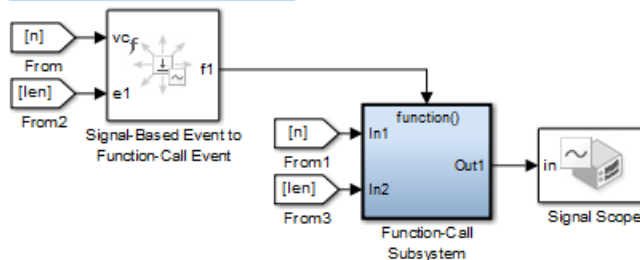 [n]
From
[len]
From2
vc f
e1
f1
Signal-Based Event to
Function-Call Event
function()
[n]
From1
[len]
From3
In1
In2
Out1
Function-Call
Subsystem
in
Signal Scope